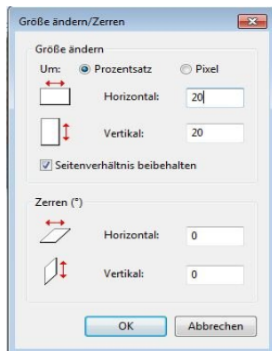 Größe ändern/Zerren
Größe ändern
Um: Prozentsatz Pixel
Horizontal: 20
Vertikal: 20
Seitenverhältnis beibehalten
Zerren (°)
Horizontal: 0
Vertikal: 0
OK Abbrechen